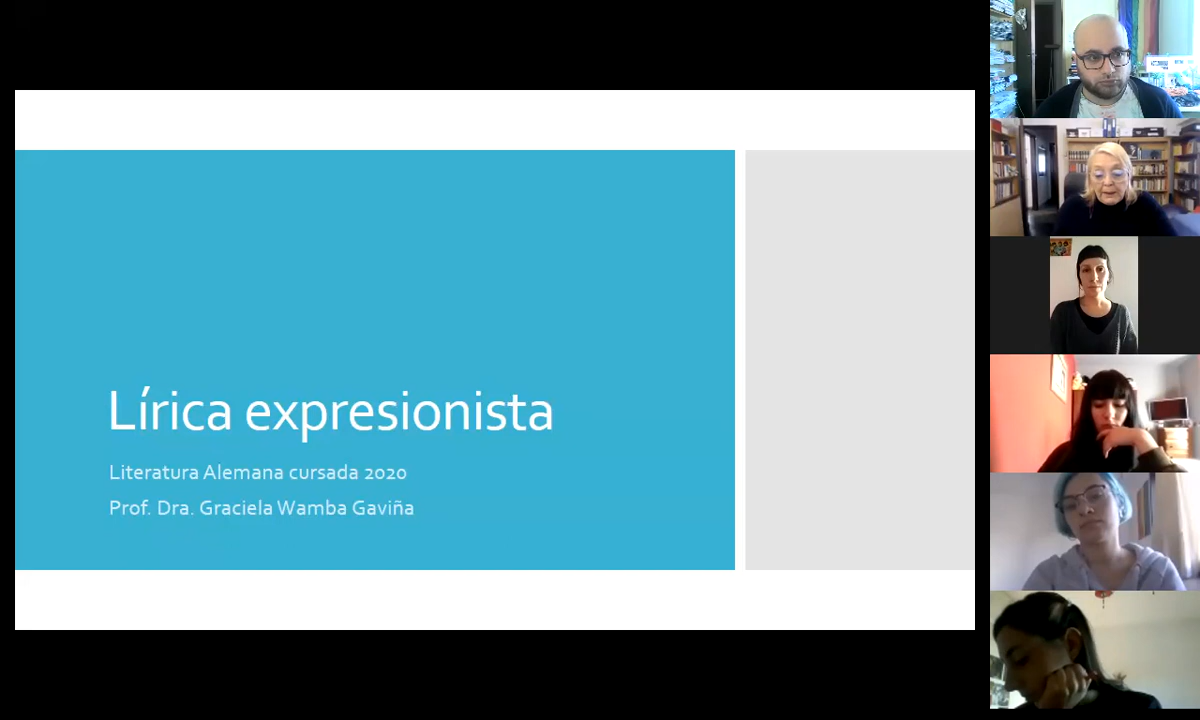 Lírica expresionista
Literatura Alemana cursada 2020
Prof. Dra. Graciela Wamba Gaviña